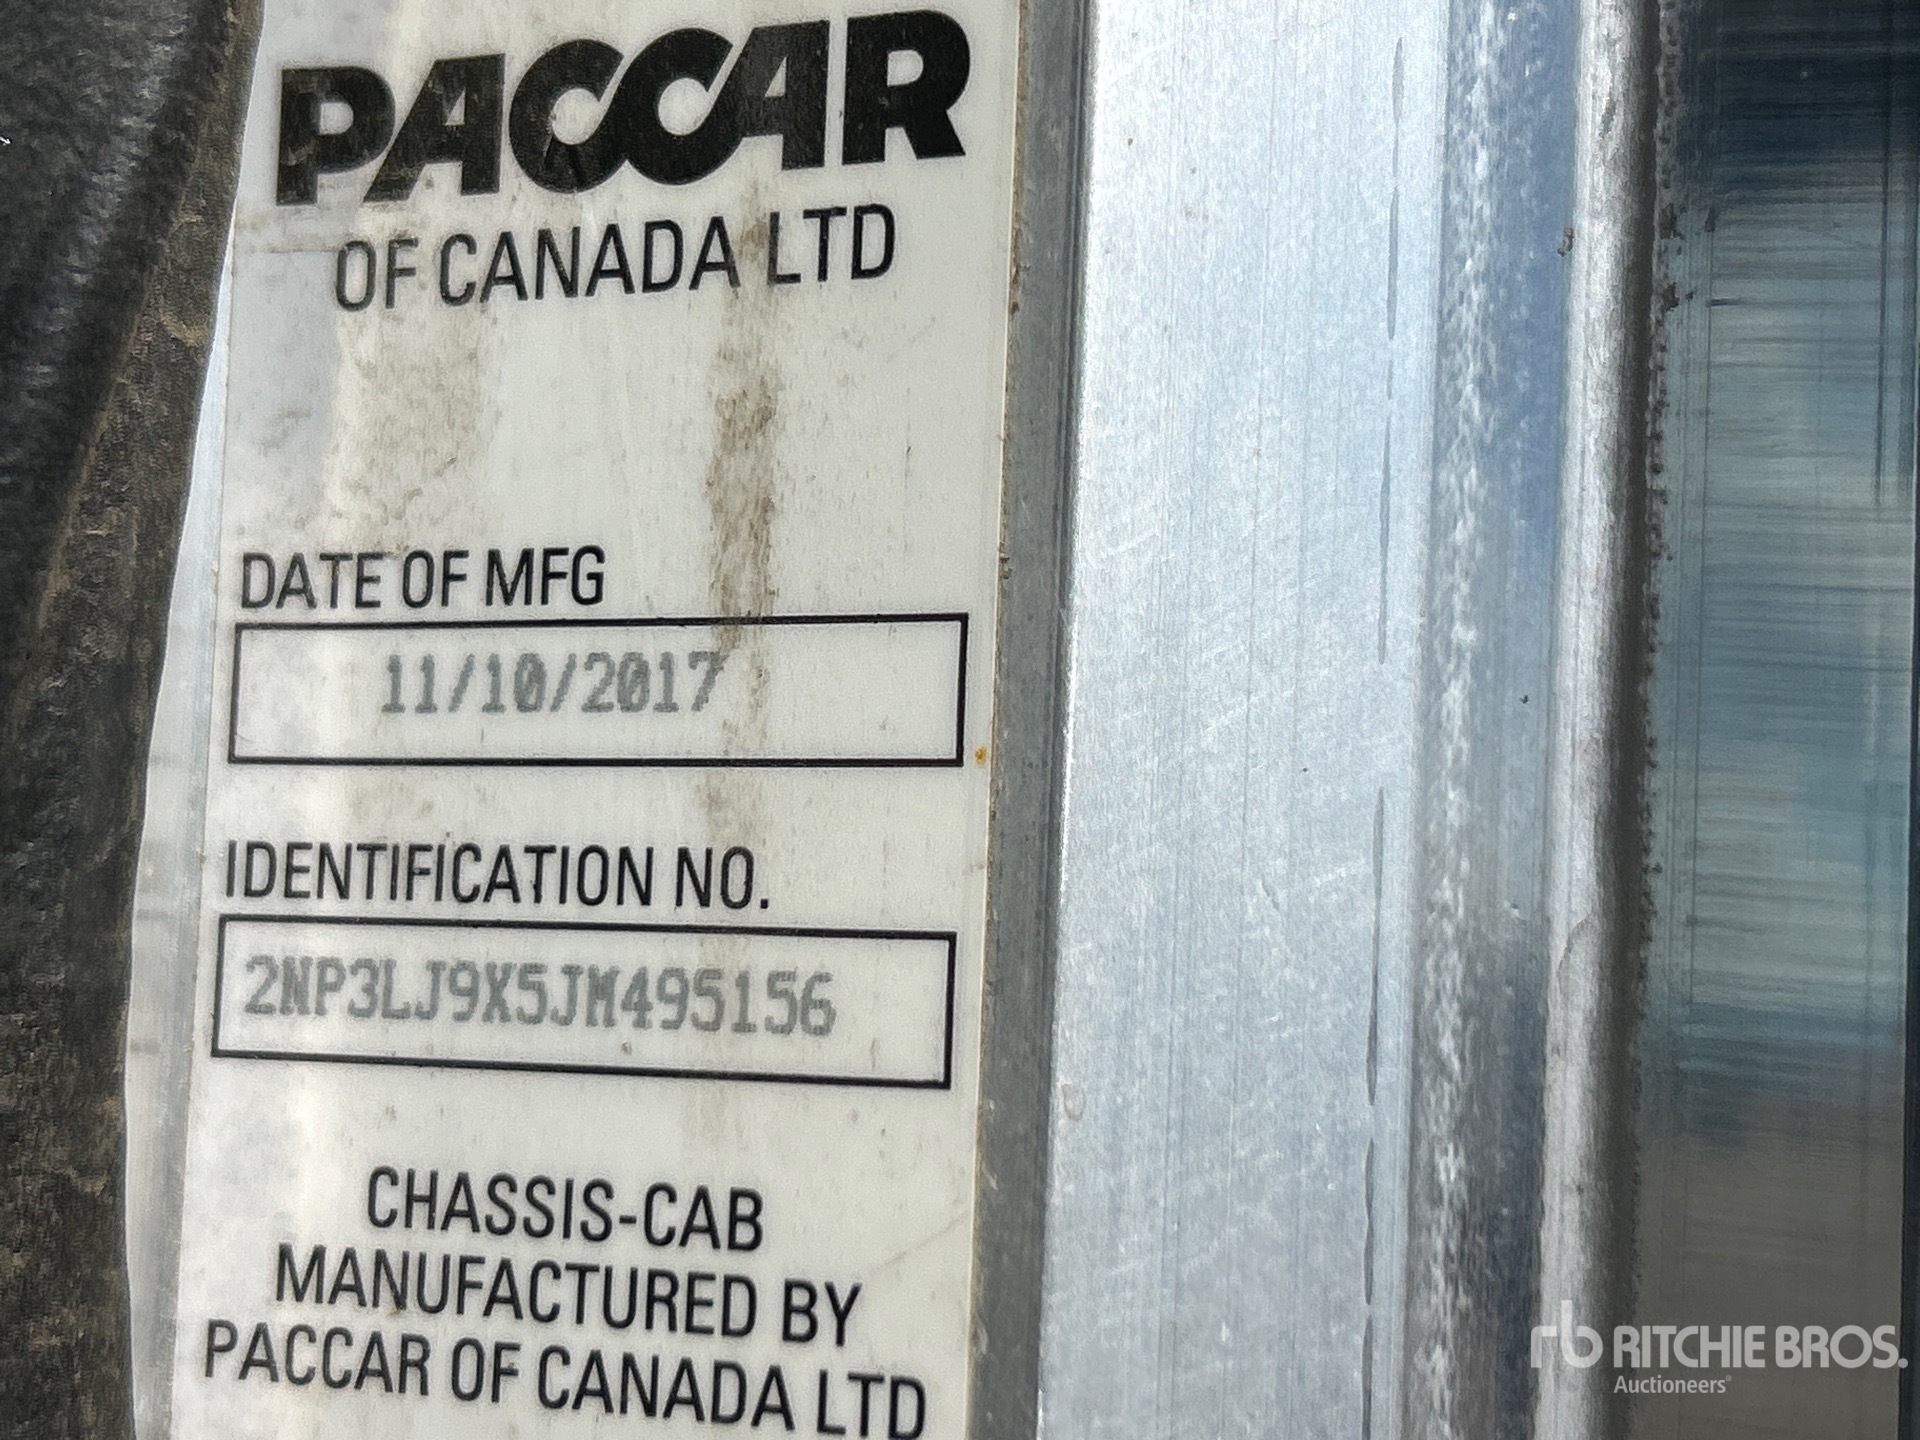 PACCAR
OF CANADA LTD
DATE OF MFG
11/10/2017
IDENTIFICATION NO.
2NP3LJ9X5JM495156
CHASSIS-CAB
MANUFACTURED BY
PACCAR OF CANADA LTD
rb RITCHIE BROS.
Auctioneers®